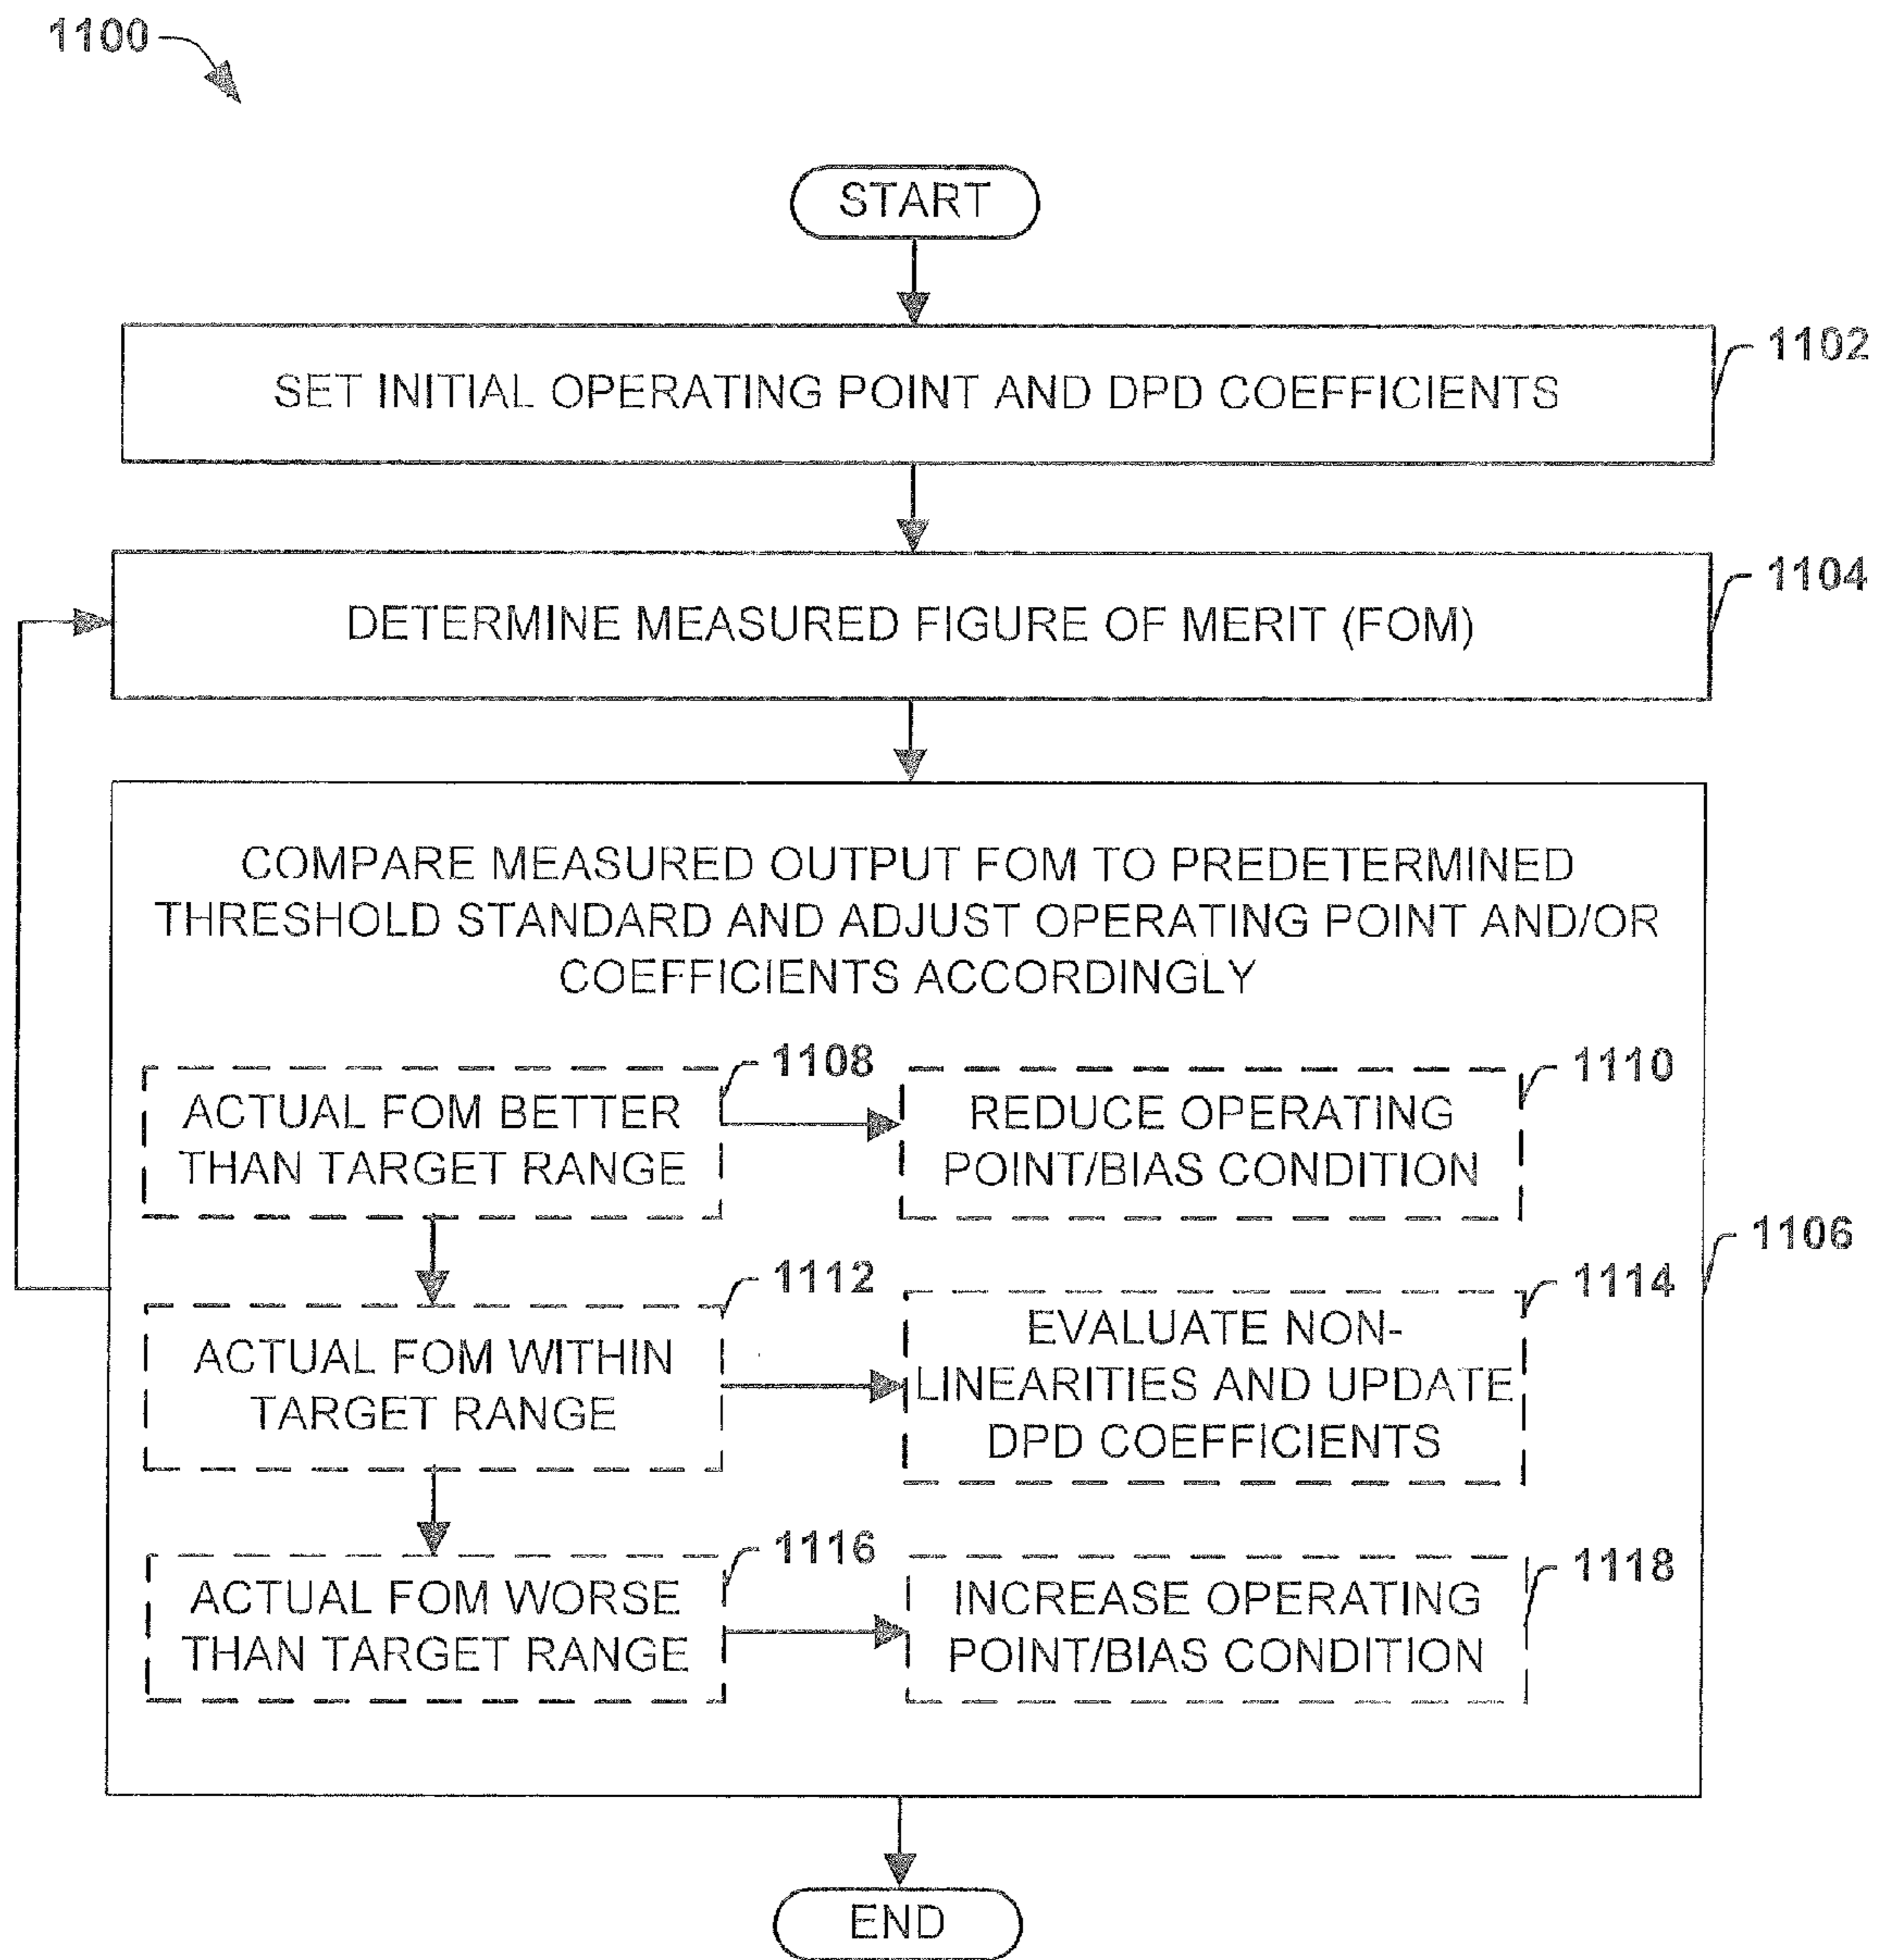 1100
START
SET INITIAL OPERATING POINT AND DPD COEFFICIENTS
1102
DETERMINE MEASURED FIGURE OF MERIT (FOM)
1104
COMPARE MEASURED OUTPUT FOM TO PREDETERMINED
THRESHOLD STANDARD AND ADJUST OPERATING POINT AND/OR
COEFFICIENTS ACCORDINGLY
1106
1108
ACTUAL FOM BETTER
THAN TARGET RANGE
1110
REDUCE OPERATING
POINT/BIAS CONDITION
1112
ACTUAL FOM WITHIN
TARGET RANGE
1114
EVALUATE NON-
LINEARITIES AND UPDATE
DPD COEFFICIENTS
1116
ACTUAL FOM WORSE
THAN TARGET RANGE
1118
INCREASE OPERATING
POINT/BIAS CONDITION
END